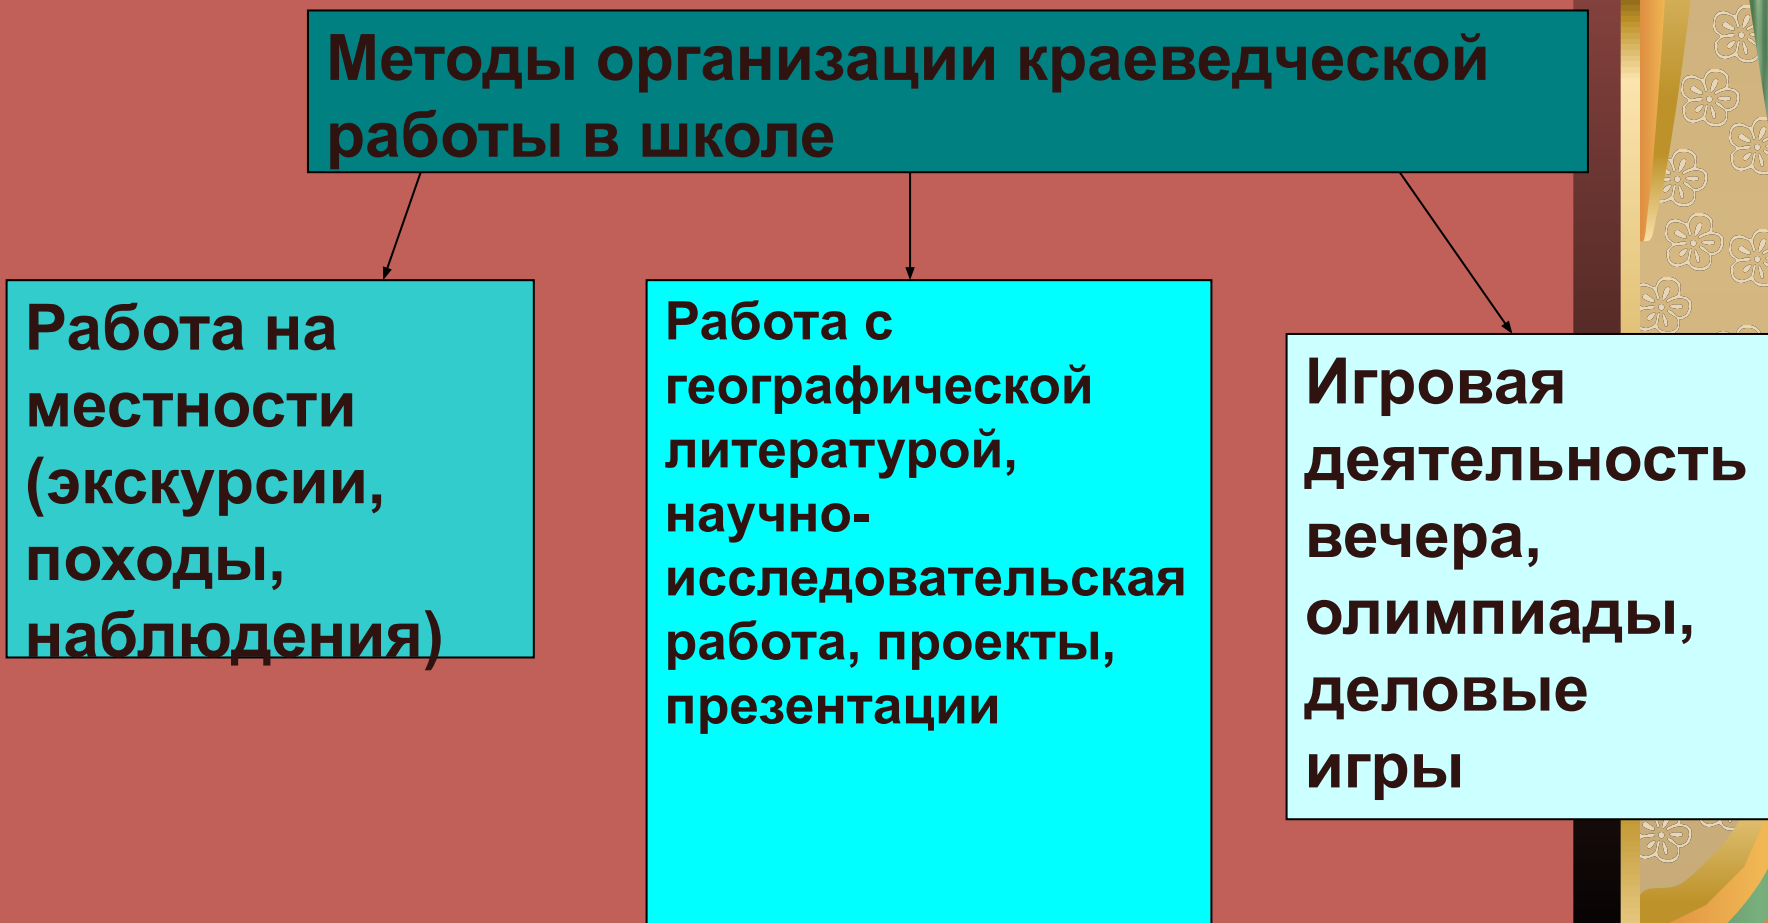 Методы организации краеведческой
работы в школе
Работа на
местности
(экскурсии,
походы,
наблюдения)
Работа с
географической
литературой,
научно-
исследовательская
работа, проекты,
презентации
Игровая
деятельность
вечера,
олимпиады,
деловые
игры